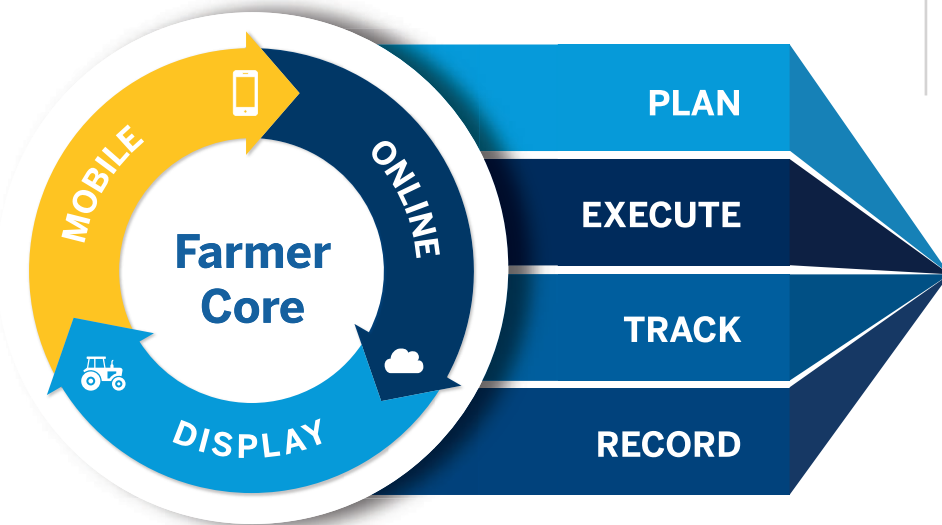 MOBILE
ONLINE
DISPLAY
Farmer
Core
PLAN
EXECUTE
TRACK
RECORD